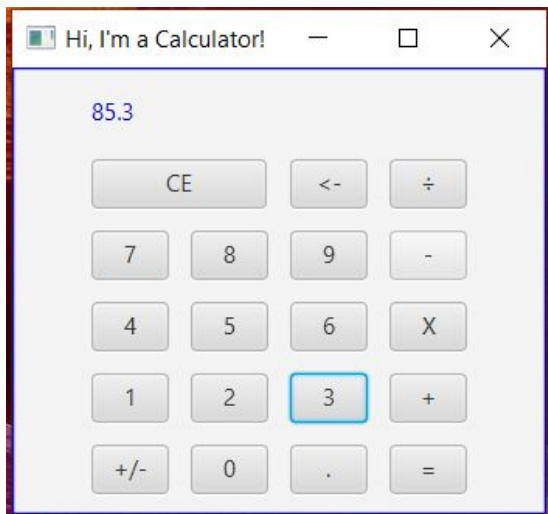 Hi, I'm a Calculator!
85.3
CE <- ÷
7 8 9 -
4 5 6 X
1 2 3 +
+/- 0 . =